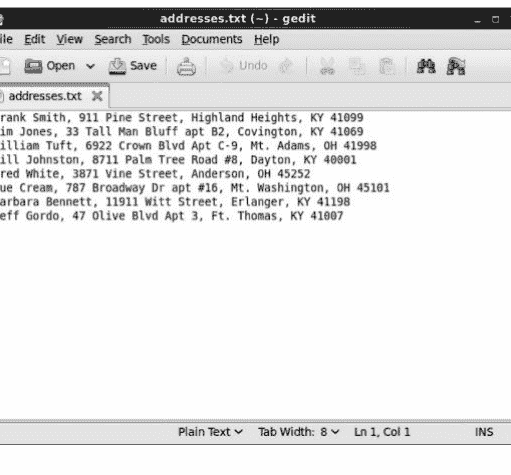 addresses.txt (~) - gedit
ile Edit View Search Tools Documents Help
Open Save Undo
addresses.txt
rank Smith, 911 Pine Street, Highland Heights, KY 41099
im Jones, 33 Tall Man Bluff apt B2, Covington, KY 41069
illiam Tuft, 6922 Crown Blvd Apt C-9, Mt. Adams, OH 41998
ill Johnston, 8711 Palm Tree Road #8, Dayton, KY 40001
red White, 3871 Vine Street, Anderson, OH 45252
ue Cream, 787 Broadway Dr apt #16, Mt. Washington, OH 45101
arbara Bennett, 11911 Witt Street, Erlanger, KY 41198
eff Gordo, 47 Olive Blvd Apt 3, Ft. Thomas, KY 41007
Plain Text Tab Width: 8 Ln 1, Col 1 INS